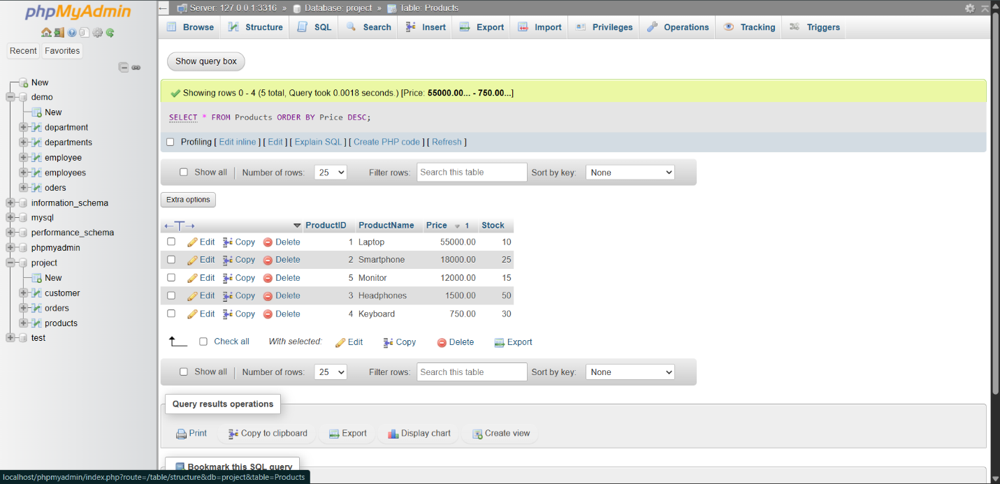 phpMyAdmin
Recent Favorites
New
demo
New
department
departments
employee
employees
oders
information_schema
mysql
performance_schema
phpmyadmin
project
New
customer
orders
products
test
Server: 127.0.0.1:3316 » Database: project » Table: Products
Browse Structure SQL Search Insert Export Import Privileges Operations Tracking Triggers
Show query box
Showing rows 0 - 4 (5 total, Query took 0.0018 seconds.) [Price: 55000.00... - 750.00...]
SELECT * FROM Products ORDER BY Price DESC;
Profiling [ Edit inline ] [ Edit ] [ Explain SQL ] [ Create PHP code ] [ Refresh ]
Show all Number of rows: 25 Filter rows: Search this table Sort by key: None
Extra options
ProductID ProductName Price 1 Stock
Edit Copy Delete 1 Laptop 55000.00 10
Edit Copy Delete 2 Smartphone 18000.00 25
Edit Copy Delete 5 Monitor 12000.00 15
Edit Copy Delete 3 Headphones 1500.00 50
Edit Copy Delete 4 Keyboard 750.00 30
Check all With selected: Edit Copy Delete Export
Show all Number of rows: 25 Filter rows: Search this table Sort by key: None
Query results operations
Print Copy to clipboard Export Display chart Create view
Bookmark this SQL query
localhost/phpmyadmin/index.php?route=/table/structure&db=project&table=Products